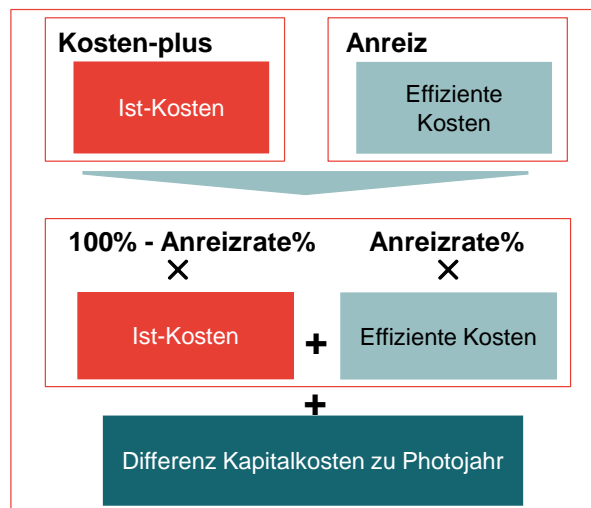 Kosten-plus
Ist-Kosten
Anreiz
Effiziente
Kosten
100% - Anreizrate%
×
Ist-Kosten
+
Anreizrate%
×
Effiziente Kosten
+
Differenz Kapitalkosten zu Photojahr